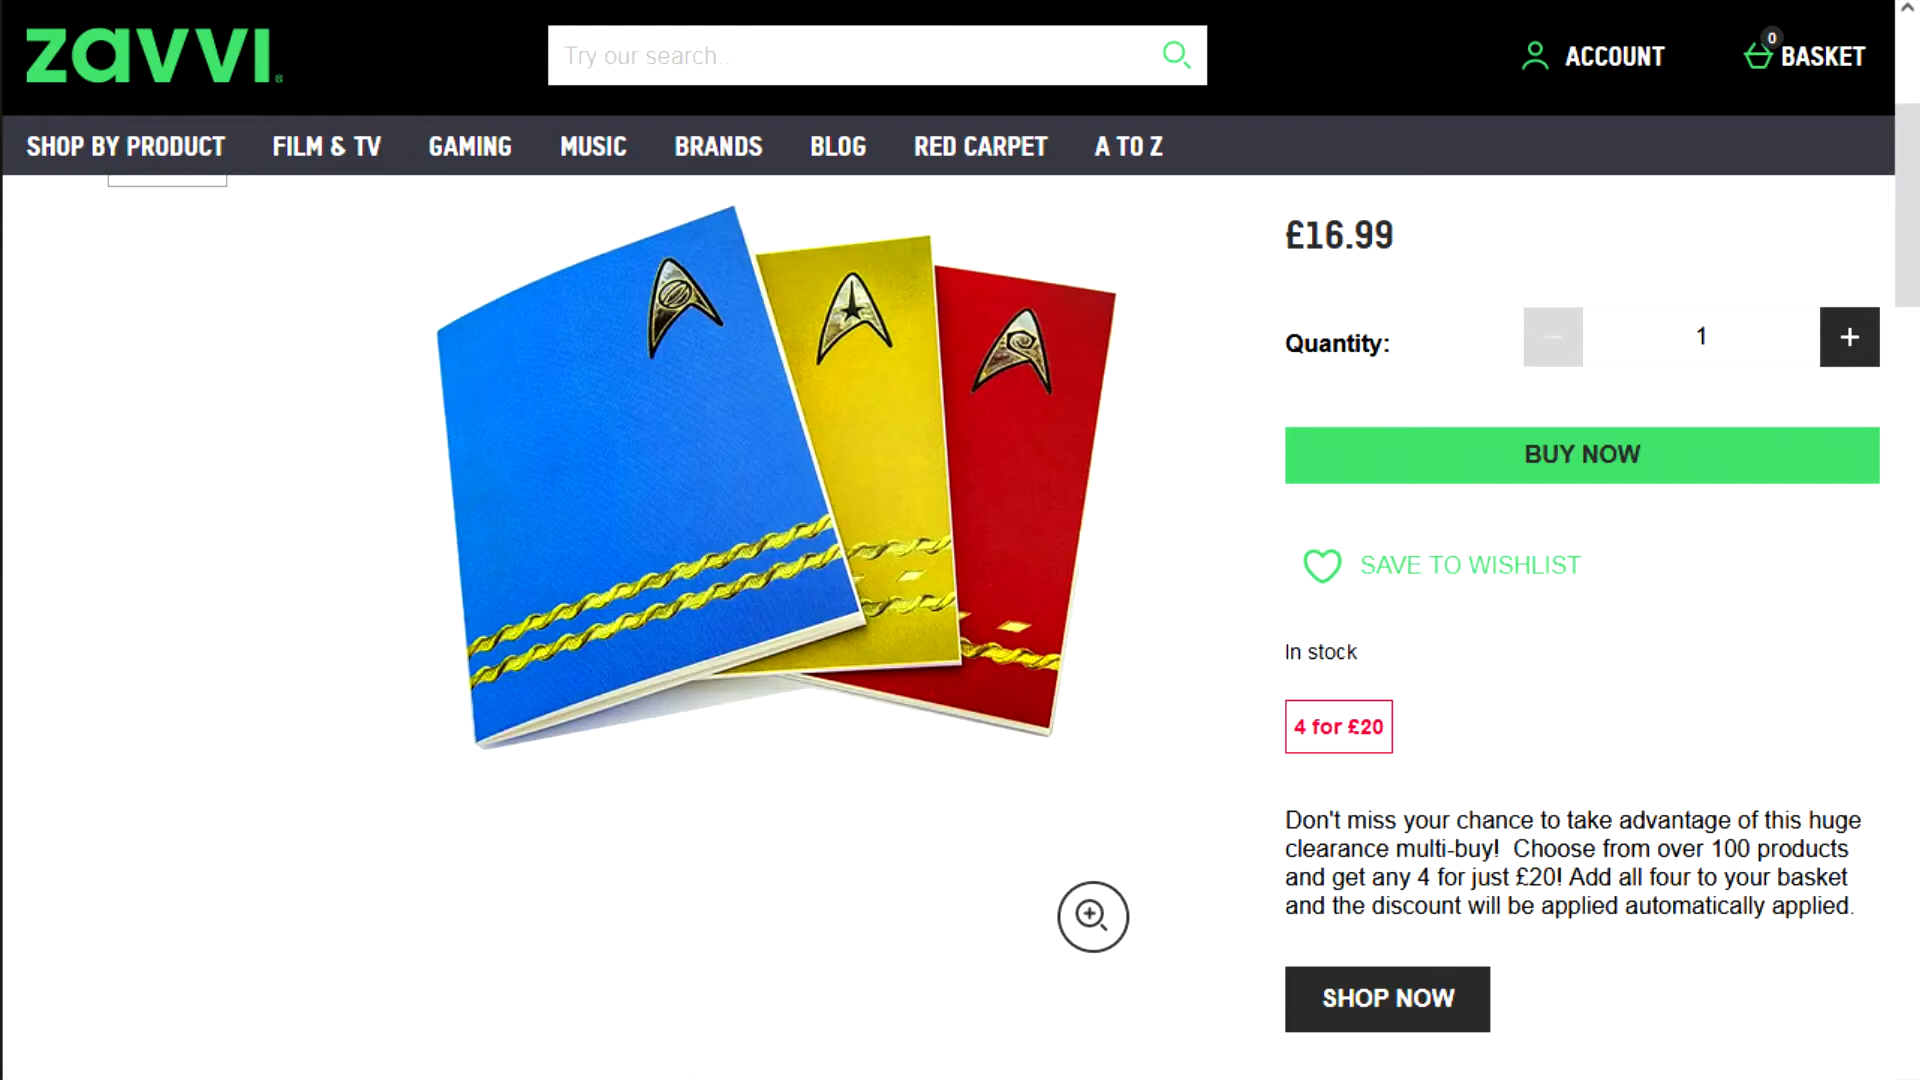 zavvi
Try our search...
ACCOUNT
0
BASKET
SHOP BY PRODUCT
FILM & TV
GAMING
MUSIC
BRANDS
BLOG
RED CARPET
A TO Z
£16.99
Quantity:
1
BUY NOW
SAVE TO WISHLIST
In stock
4 for £20
Don't miss your chance to take advantage of this huge
clearance multi-buy!  Choose from over 100 products
and get any 4 for just £20! Add all four to your basket
and the discount will be applied automatically applied.
SHOP NOW